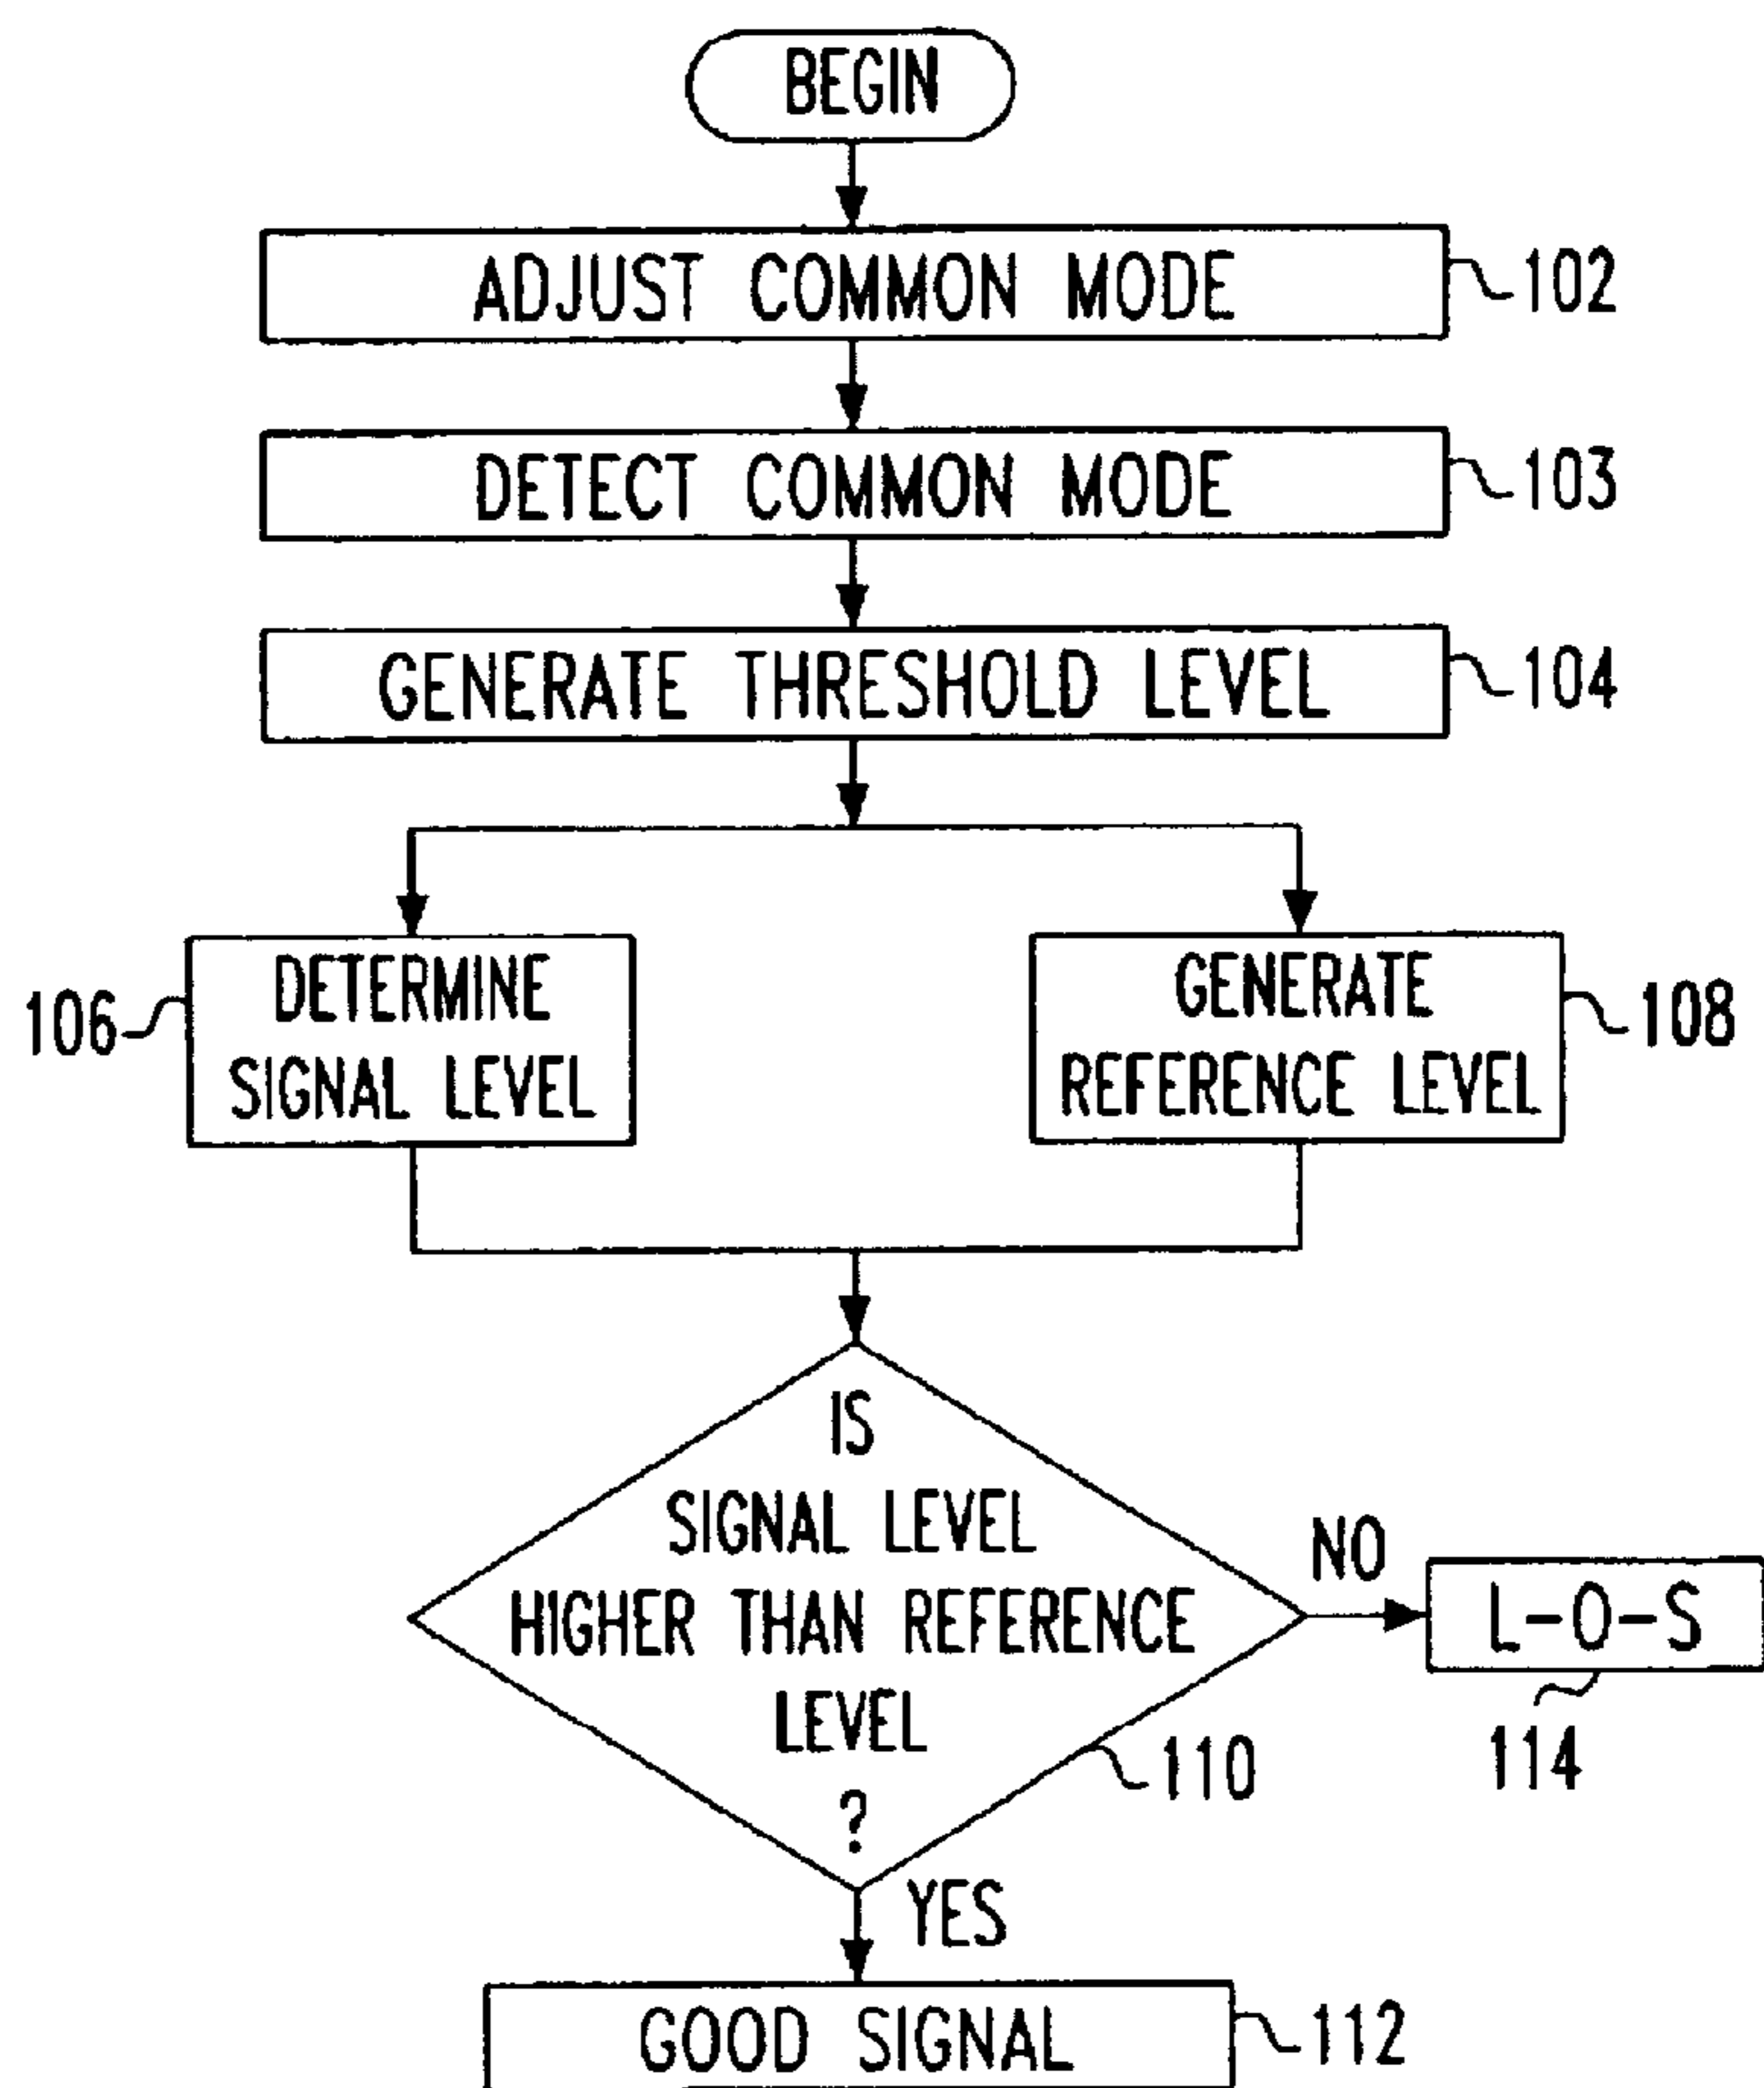 BEGIN
ADJUST COMMON MODE
102
DETECT COMMON MODE
103
GENERATE THRESHOLD LEVEL
104
DETERMINE
SIGNAL LEVEL
106
GENERATE
REFERENCE LEVEL
108
IS
SIGNAL LEVEL
HIGHER THAN REFERENCE
LEVEL
?
110
NO
L-O-S
114
YES
GOOD SIGNAL
112